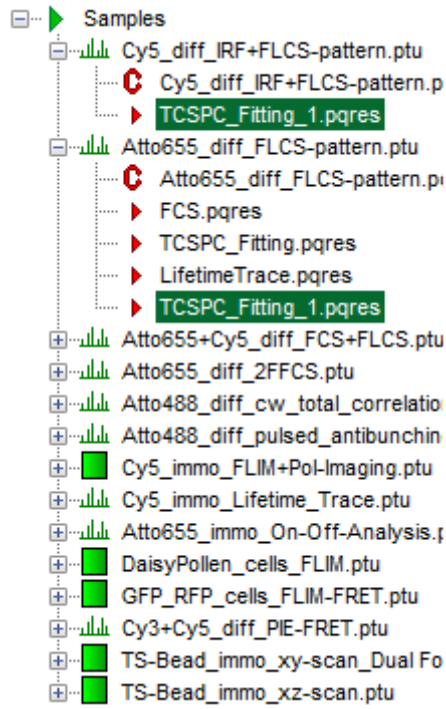 Samples
Cy5_diff_IRF+FLCS-pattern.ptu
Cy5_diff_IRF+FLCS-pattern.p
TCSPC_Fitting_1.pqres
Atto655_diff_FLCS-pattern.ptu
Atto655_diff_FLCS-pattern.p
FCS.pqres
TCSPC_Fitting.pqres
LifetimeTrace.pqres
TCSPC_Fitting_1.pqres
Atto655+Cy5_diff_FCS+FLCS.ptu
Atto655_diff_2FFCS.ptu
Atto488_diff_cw_total_correlatio
Atto488_diff_pulsed_antibunchin
Cy5_immo_FLIM+Pol-Imaging.ptu
Cy5_immo_Lifetime_Trace.ptu
Atto655_immo_On-Off-Analysis.p
DaisyPollen_cells_FLIM.ptu
GFP_RFP_cells_FLIM-FRET.ptu
Cy3+Cy5_diff_PIE-FRET.ptu
TS-Bead_immo_xy-scan_Dual Fo
TS-Bead_immo_xz-scan.ptu